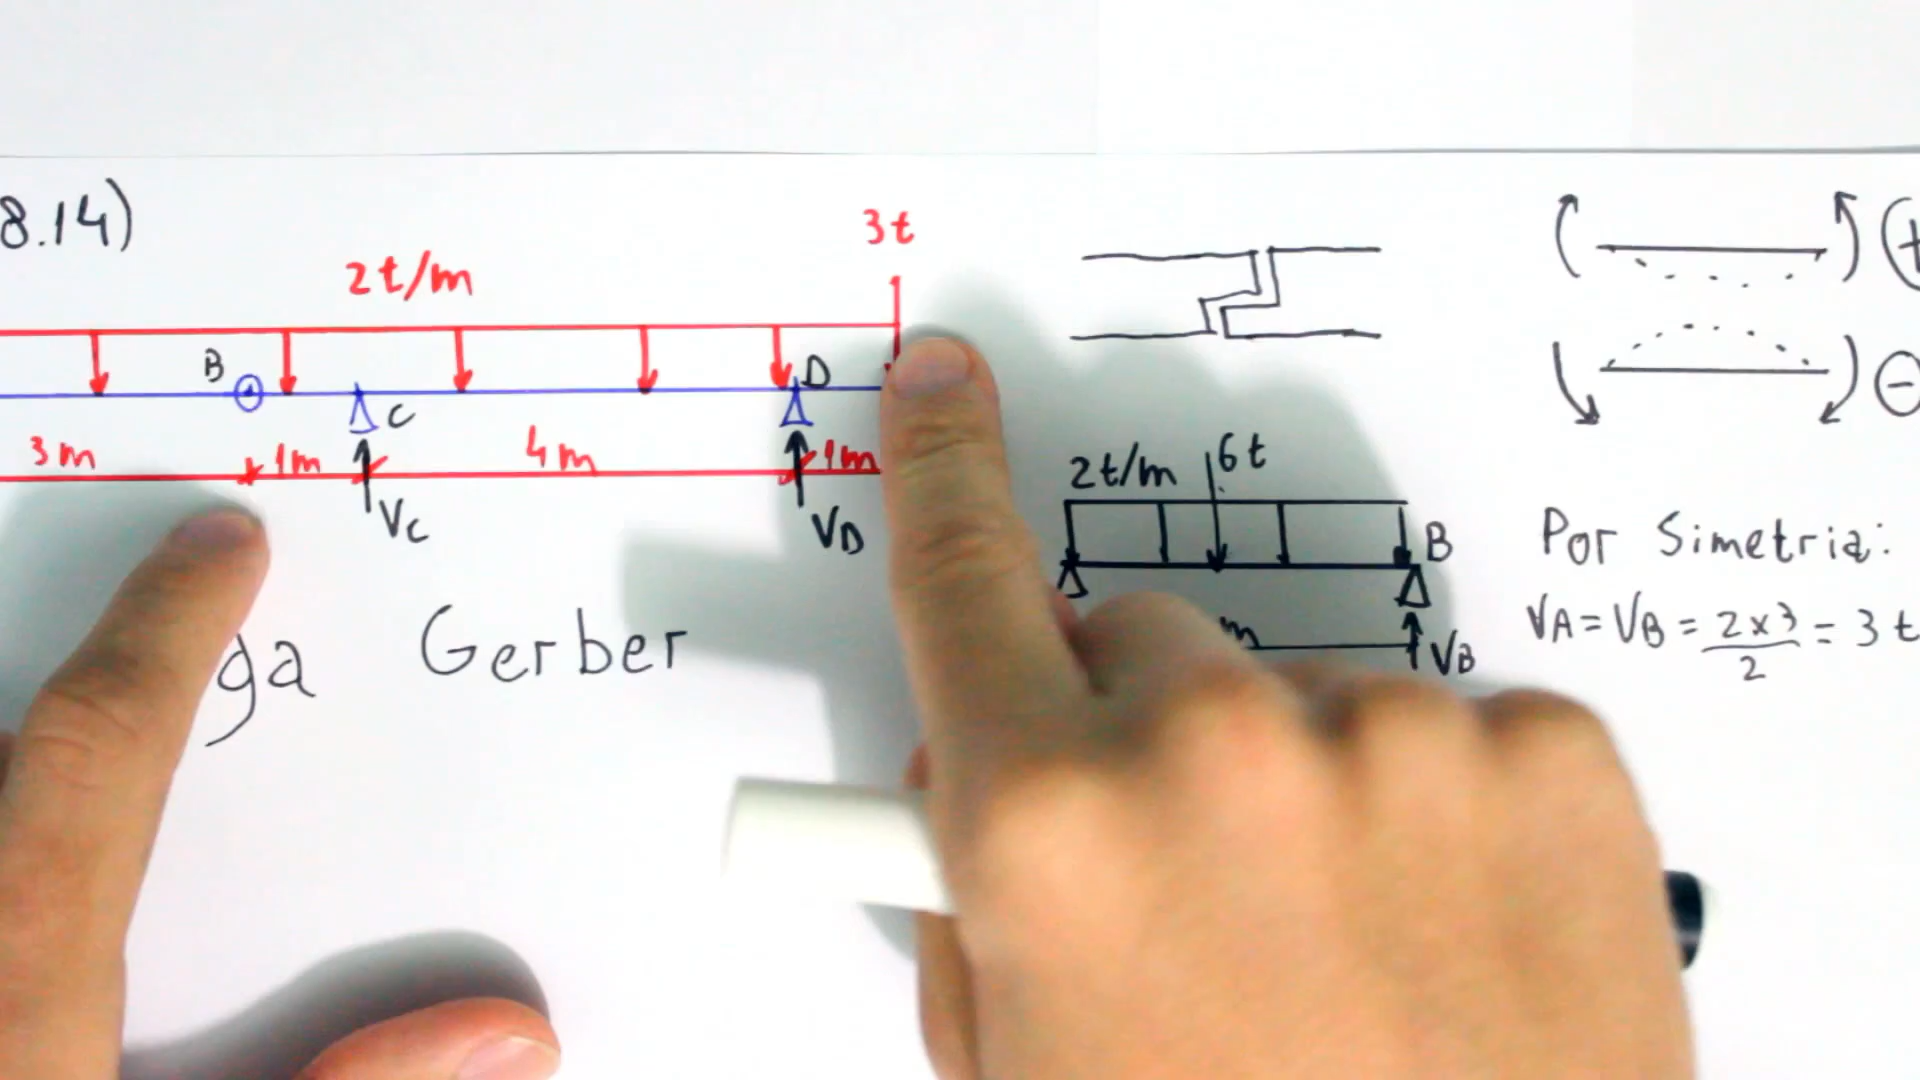 8.14)
3t
2t/m
B
D
C
3m
1m
4m
1m
VC
VD
ga Gerber
+
-
2t/m
6t
B
m
VB
Por Simetria:
VA = VB = 2x3/2 = 3t